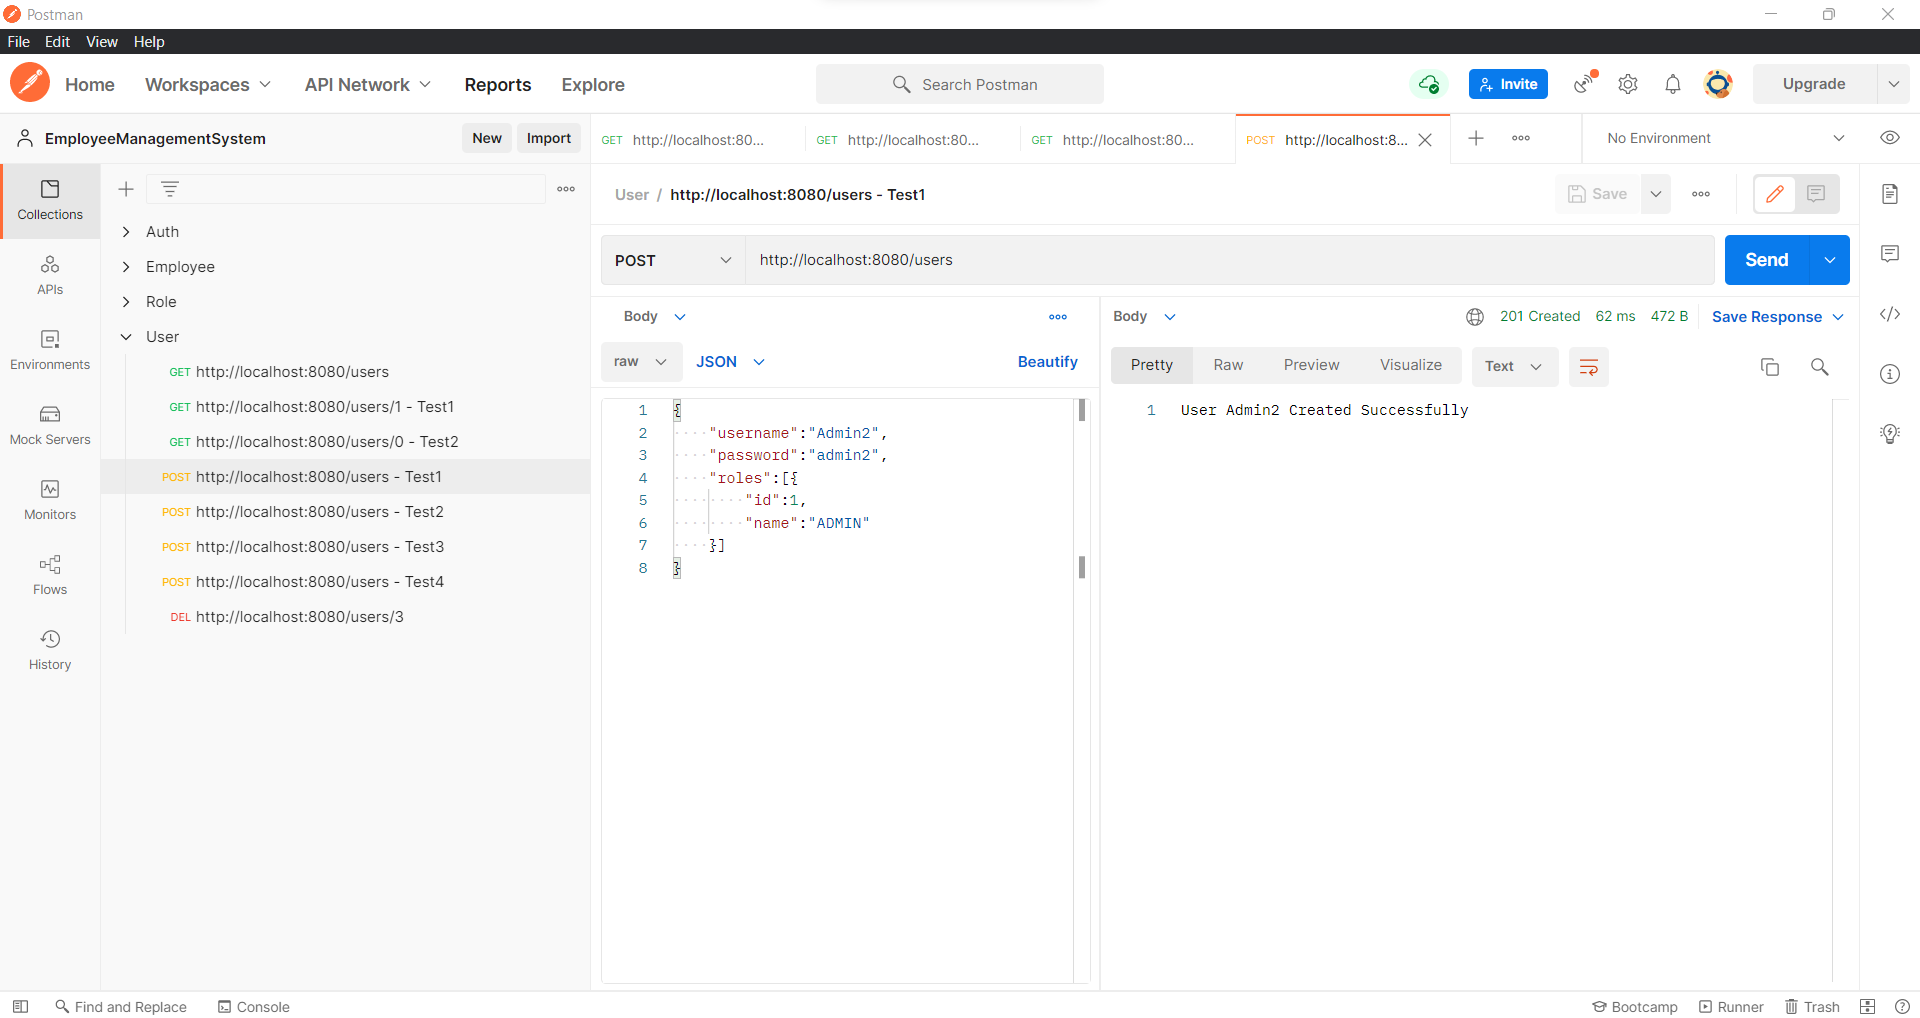 Postman
File Edit View Help
Home Workspaces API Network Reports Explore Search Postman Invite Upgrade
EmployeeManagementSystem New Import
GET http://localhost:80... GET http://localhost:80... GET http://localhost:80... POST http://localhost:8... No Environment
Collections
APIs
Environments
Mock Servers
Monitors
Flows
History
Auth
Employee
Role
User
GET http://localhost:8080/users
GET http://localhost:8080/users/1 - Test1
GET http://localhost:8080/users/0 - Test2
POST http://localhost:8080/users - Test1
POST http://localhost:8080/users - Test2
POST http://localhost:8080/users - Test3
POST http://localhost:8080/users - Test4
DEL http://localhost:8080/users/3
User / http://localhost:8080/users - Test1 Save
POST http://localhost:8080/users Send
Body
raw JSON Beautify
1 {
2 "username":"Admin2",
3 "password":"admin2",
4 "roles":[{
5 "id":1,
6 "name":"ADMIN"
7 }]
8 }
Body 201 Created 62 ms 472 B Save Response
Pretty Raw Preview Visualize Text
1 User Admin2 Created Successfully
Find and Replace Console Bootcamp Runner Trash